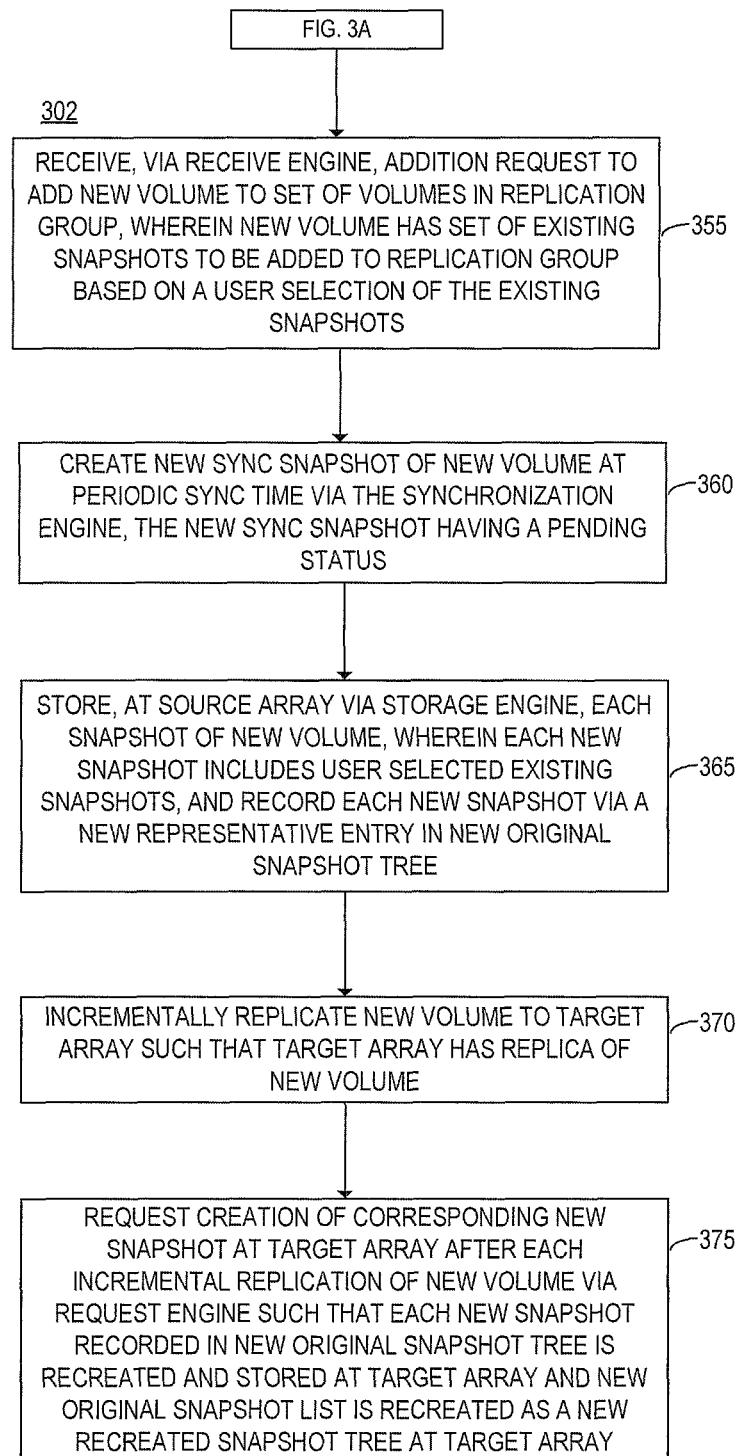 FIG. 3A
302
RECEIVE, VIA RECEIVE ENGINE, ADDITION REQUEST TO
ADD NEW VOLUME TO SET OF VOLUMES IN REPLICATION
GROUP, WHEREIN NEW VOLUME HAS SET OF EXISTING
SNAPSHOTS TO BE ADDED TO REPLICATION GROUP
BASED ON A USER SELECTION OF THE EXISTING
SNAPSHOTS
355
CREATE NEW SYNC SNAPSHOT OF NEW VOLUME AT
PERIODIC SYNC TIME VIA THE SYNCHRONIZATION
ENGINE, THE NEW SYNC SNAPSHOT HAVING A PENDING
STATUS
360
STORE, AT SOURCE ARRAY VIA STORAGE ENGINE, EACH
SNAPSHOT OF NEW VOLUME, WHEREIN EACH NEW
SNAPSHOT INCLUDES USER SELECTED EXISTING
SNAPSHOTS, AND RECORD EACH NEW SNAPSHOT VIA A
NEW REPRESENTATIVE ENTRY IN NEW ORIGINAL
SNAPSHOT TREE
365
INCREMENTALLY REPLICATE NEW VOLUME TO TARGET
ARRAY SUCH THAT TARGET ARRAY HAS REPLICA OF
NEW VOLUME
370
REQUEST CREATION OF CORRESPONDING NEW
SNAPSHOT AT TARGET ARRAY AFTER EACH
INCREMENTAL REPLICATION OF NEW VOLUME VIA
REQUEST ENGINE SUCH THAT EACH NEW SNAPSHOT
RECORDED IN NEW ORIGINAL SNAPSHOT TREE IS
RECREATED AND STORED AT TARGET ARRAY AND NEW
ORIGINAL SNAPSHOT LIST IS RECREATED AS A NEW
RECREATED SNAPSHOT TREE AT TARGET ARRAY
375